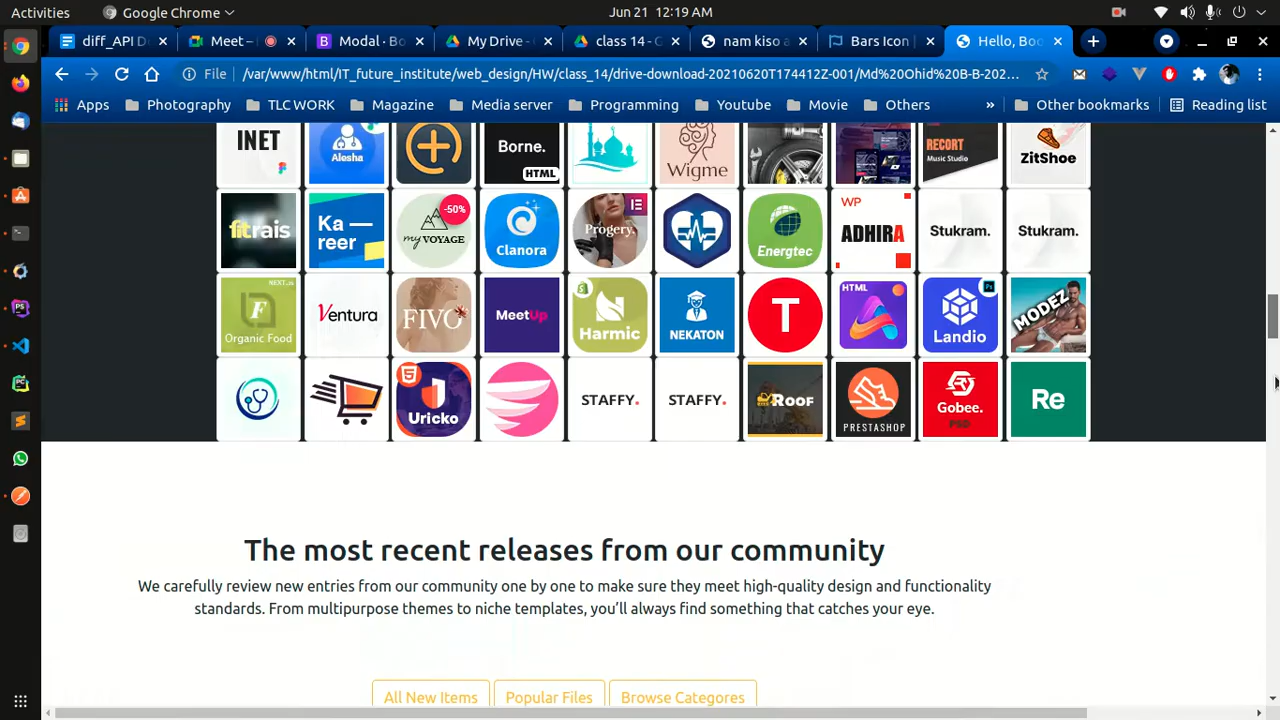 Activities
Google Chrome
Jun 21 12:19 AM
diff_API D
Meet –
Modal · Bo
My Drive -
class 14 - G
nam kiso a
Bars Icon |
Hello, Boo
File
/var/www/html/IT_future_institute/web_design/HW/class_14/drive-download-20210620T174412Z-001/Md%20Ohid%20B-B-202…
Apps
Photography
TLC WORK
Magazine
Media server
Programming
Youtube
Movie
Others
»
Other bookmarks
Reading list
INET
Alesha
Borne.
HTML
Wigme
RECORT
Music Studio
ZitShoe
fitrais
Ka —
reer
-50%
my VOYAGE
Clanora
Progery.
Energtec
WP
ADHIRA
Stukram.
Stukram.
NEXT.JS
F
Organic Food
Ventura
FIVO
MeetUp
Harmic
NEKATON
T
HTML
Ps
Landio
MODEZ
Uricko
STAFFY.
STAFFY.
Roof
PRESTASHOP
Gobee.
PSD
Re
The most recent releases from our community
We carefully review new entries from our community one by one to make sure they meet high-quality design and functionality
standards. From multipurpose themes to niche templates, you’ll always find something that catches your eye.
All New Items
Popular Files
Browse Categores